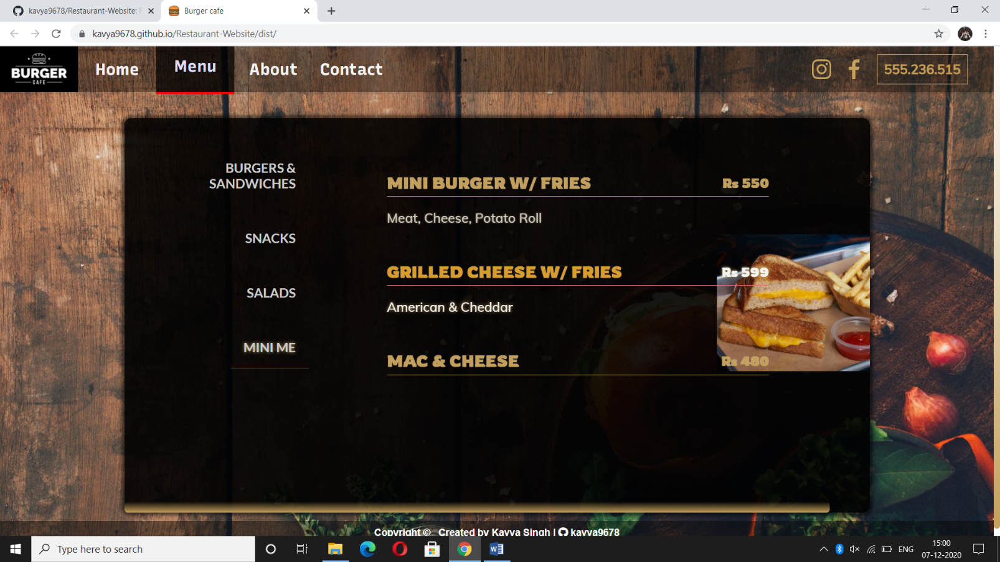 kavya9678/Restaurant-Website: F
Burger cafe
kavya9678.github.io/Restaurant-Website/dist/
BURGER
CAFE
Home
Menu
About
Contact
555.236.515
BURGERS &
SANDWICHES
SNACKS
SALADS
MINI ME
MINI BURGER W/ FRIES Rs 550
Meat, Cheese, Potato Roll
GRILLED CHEESE W/ FRIES Rs 599
American & Cheddar
MAC & CHEESE Rs 480
Copyright © Created by Kavya Singh | kavya9678
Type here to search
ENG
15:00
07-12-2020